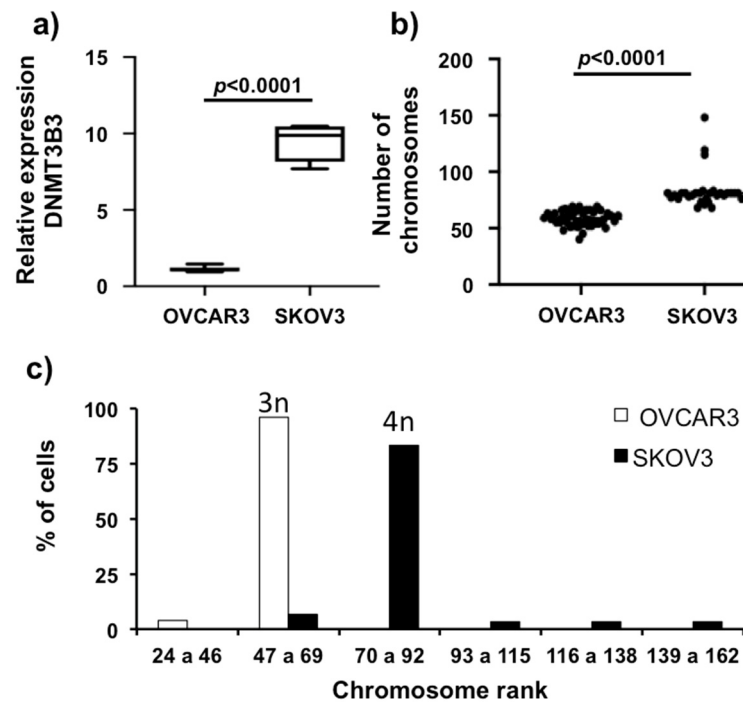 a)
Relative expression
DNMT3B3
15
10
5
0
p<0.0001
OVCAR3 SKOV3
b)
Number of
chromosomes
200
150
100
50
0
p<0.0001
OVCAR3 SKOV3
c)
% of cells
100
75
50
25
0
3n
4n
OVCAR3
SKOV3
24 a 46 47 a 69 70 a 92 93 a 115 116 a 138 139 a 162
Chromosome rank